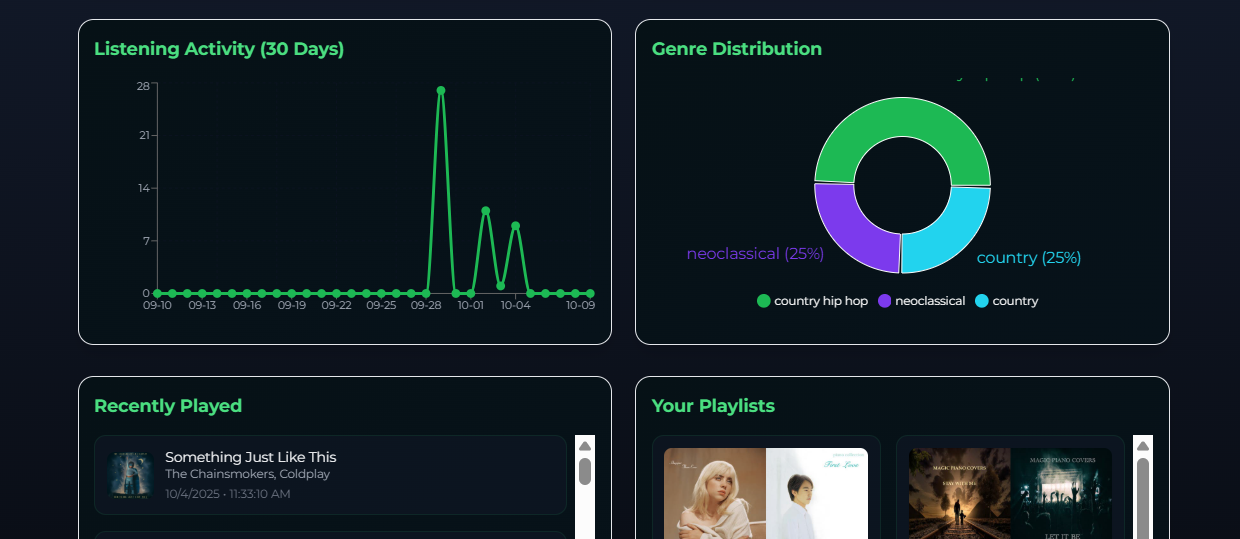 Listening Activity (30 Days)
28
21
14
7
0
09-10 09-13 09-16 09-19 09-22 09-25 09-28 10-01 10-04 10-09
Genre Distribution
neoclassical (25%)
country (25%)
country hip hop neoclassical country
Recently Played
Something Just Like This
The Chainsmokers, Coldplay
10/4/2025 • 11:33:10 AM
Your Playlists
First Love
MAGIC PIANO COVERS
STAY WITH ME
MAGIC PIANO COVERS
LET IT BE